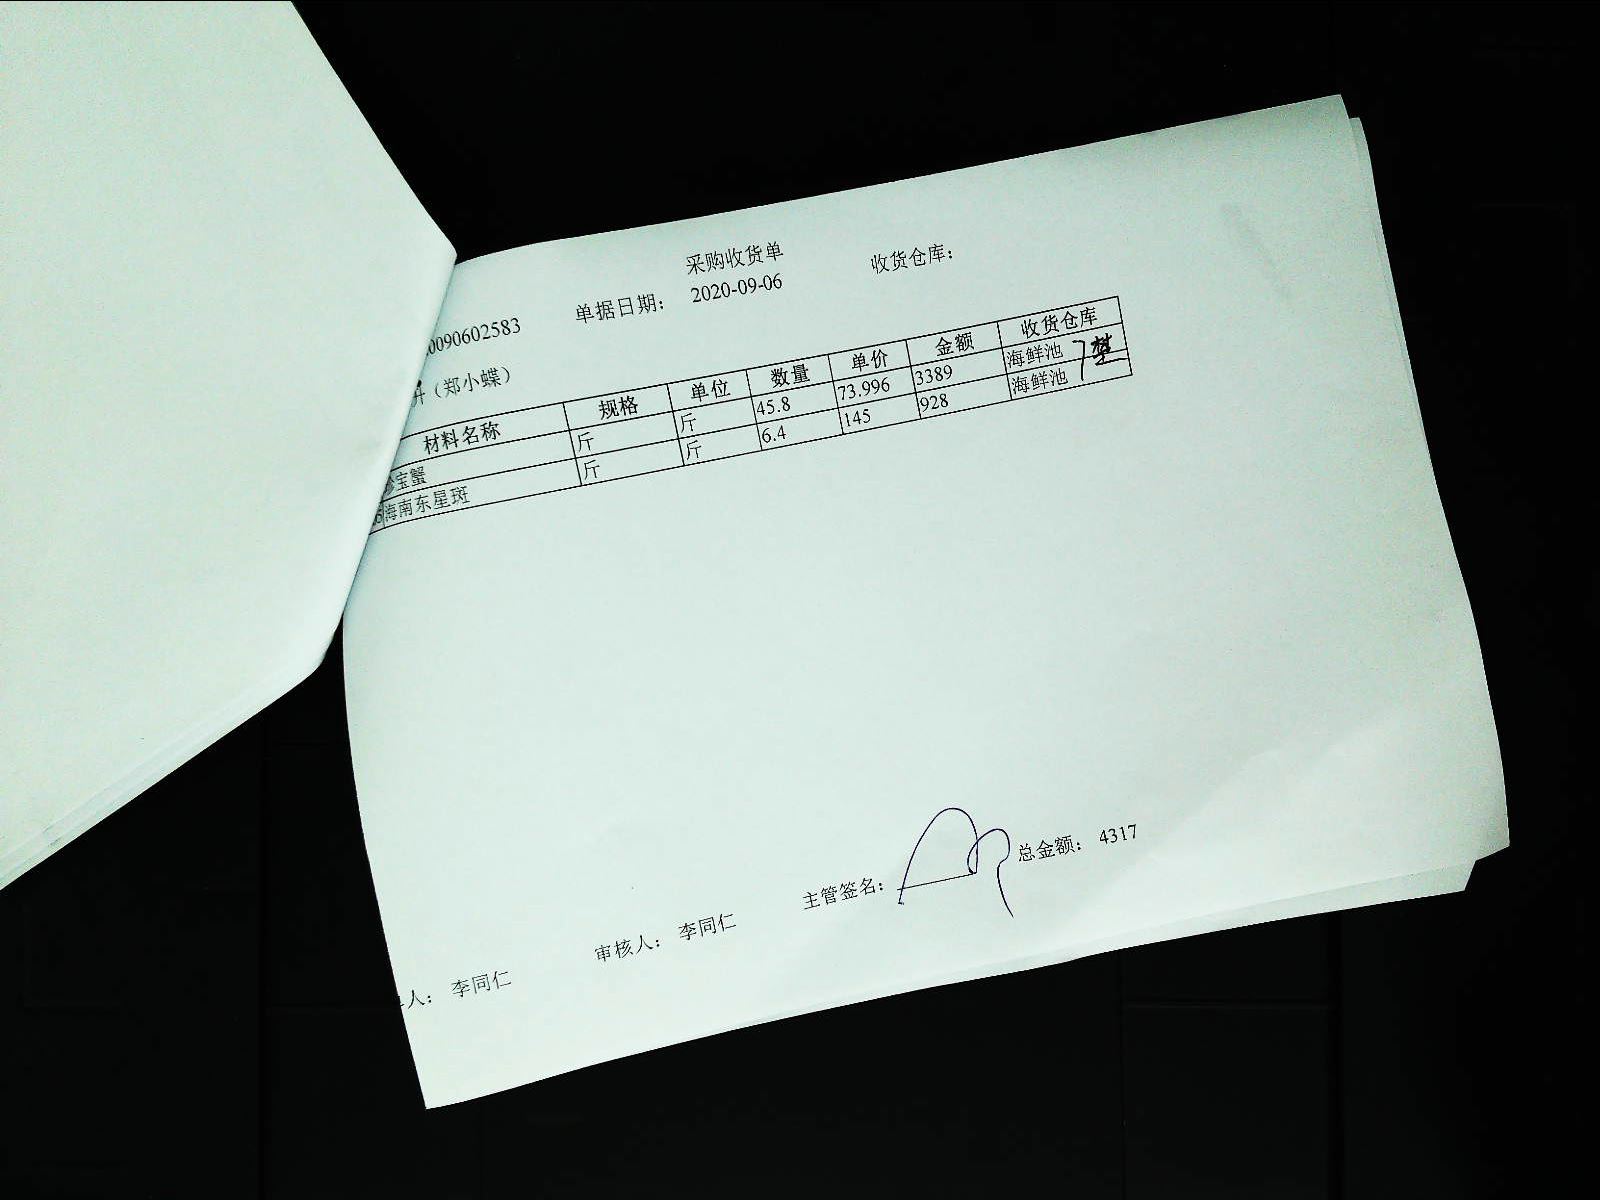 采购收货单
0090602583 单据日期： 2020-09-06 收货仓库：
（郑小蝶）
材料名称 规格 单位 数量 单价 金额 收货仓库
宝蟹 斤 斤 45.8 73.996 3389 海鲜池
海南东星斑 斤 斤 6.4 145 928 海鲜池
人： 李同仁 审核人： 李同仁 主管签名： 总金额： 4317